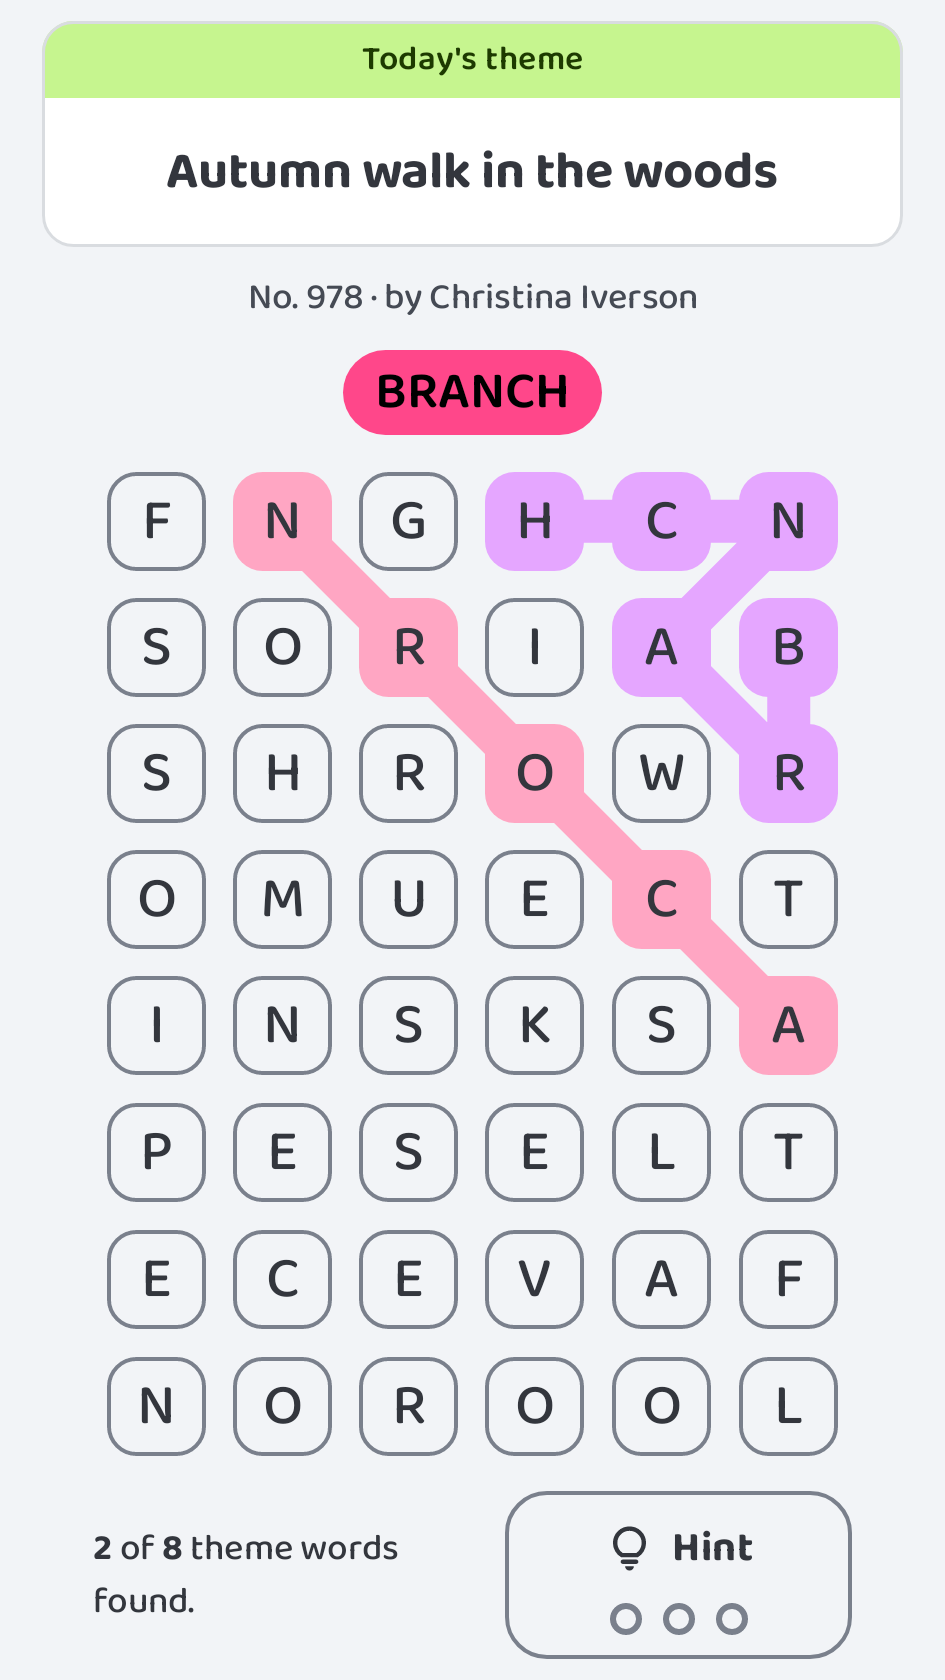 Today's theme
Autumn walk in the woods
No. 978 · by Christina Iverson
BRANCH
F N G H C N
S O R I A B
S H R O W R
O M U E C T
I N S K S A
P E S E L T
E C E V A F
N O R O O L
2 of 8 theme words
found.
Hint